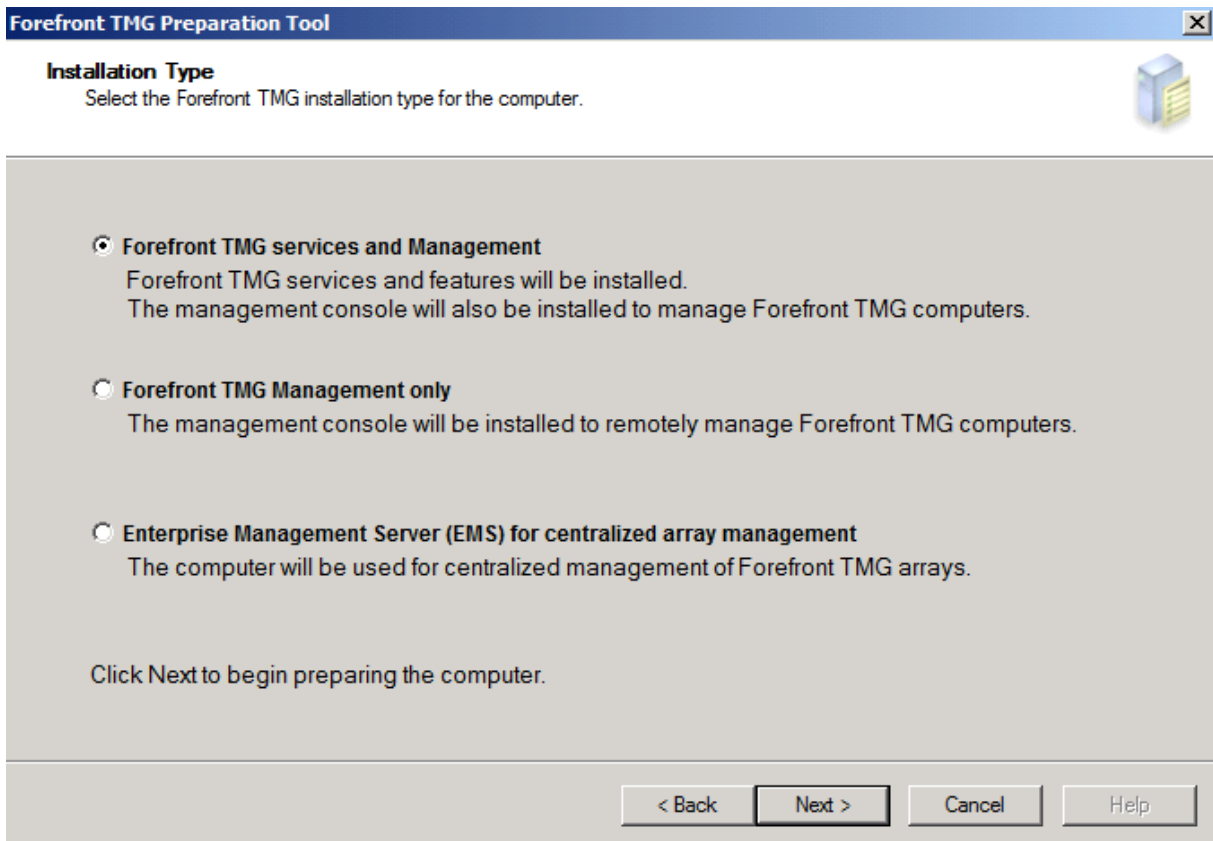 Forefront TMG Preparation Tool
Installation Type
Select the Forefront TMG installation type for the computer.
Forefront TMG services and Management
Forefront TMG services and features will be installed.
The management console will also be installed to manage Forefront TMG computers.
Forefront TMG Management only
The management console will be installed to remotely manage Forefront TMG computers.
Enterprise Management Server (EMS) for centralized array management
The computer will be used for centralized management of Forefront TMG arrays.
Click Next to begin preparing the computer.
< Back Next > Cancel Help